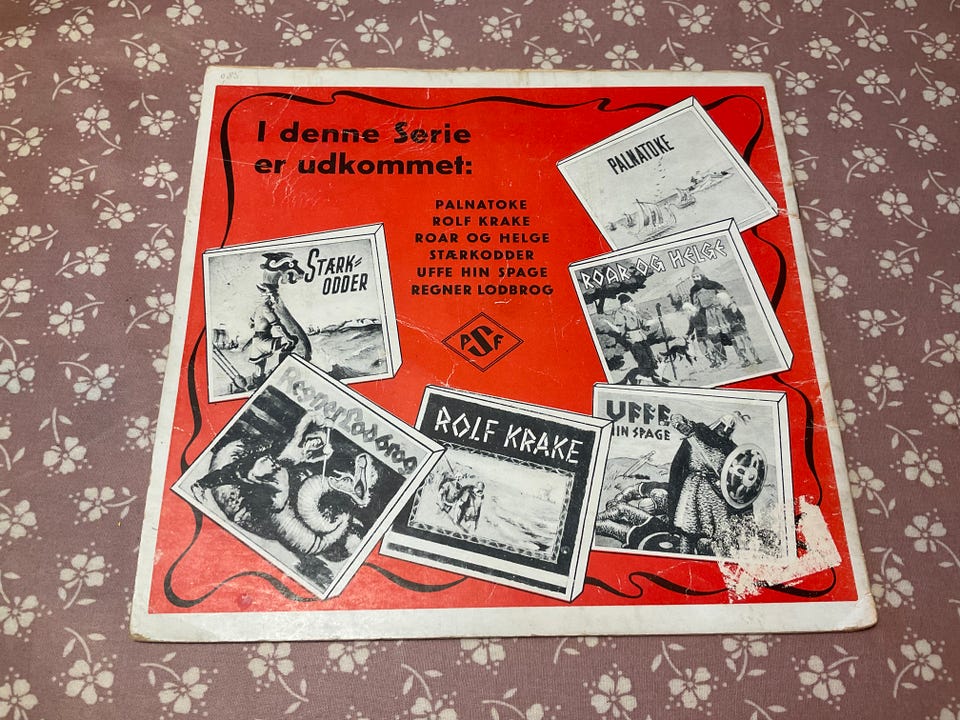 I denne Serie
er udkommet:
PALNATOKE
ROLF KRAKE
ROAR OG HELGE
STÆRKODDER
UFFE HIN SPAGE
REGNER LODBROG
PSF
PALNATOKE
STÆRK=
ODDER
ROAR OG HELGE
Regner Lodbrog
ROLF KRAKE
UFFE
HIN SPAGE